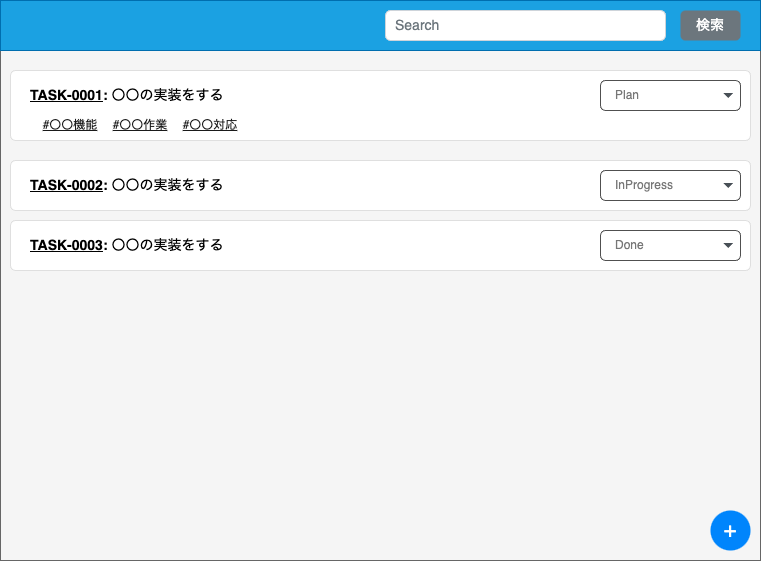 Search 検索
TASK-0001: 〇〇の実装をする Plan
#〇〇機能 #〇〇作業 #〇〇対応
TASK-0002: 〇〇の実装をする InProgress
TASK-0003: 〇〇の実装をする Done
+